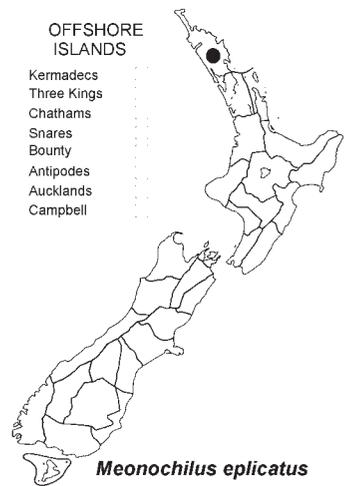 OFFSHORE
ISLANDS
Kermadecs
Three Kings
Chathams
Snares
Bounty
Antipodes
Aucklands
Campbell
Meonochilus eplicatus